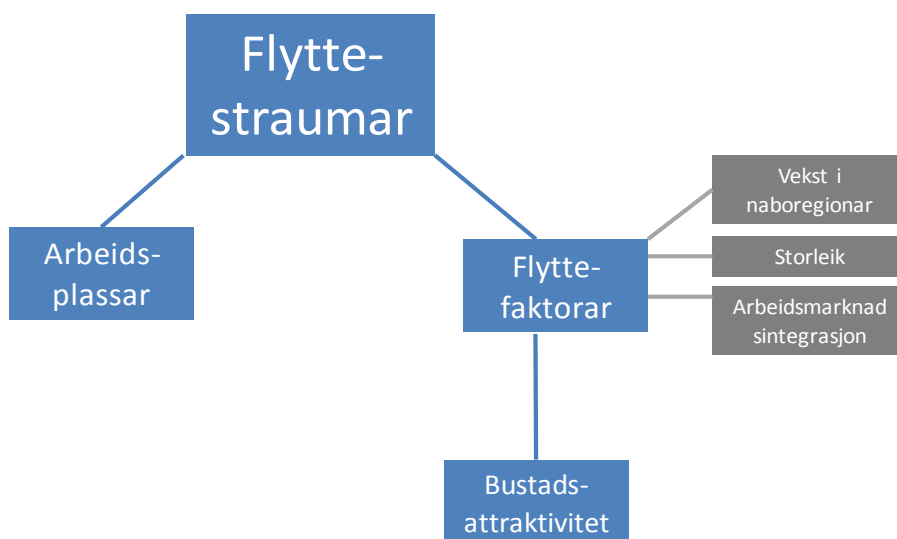 Flytte-
straumar
Arbeids-
plassar
Flytte-
faktorar
Vekst i
naboregionar
Storleik
Arbeidsmarknad
sintegrasjon
Bustads-
attraktivitet